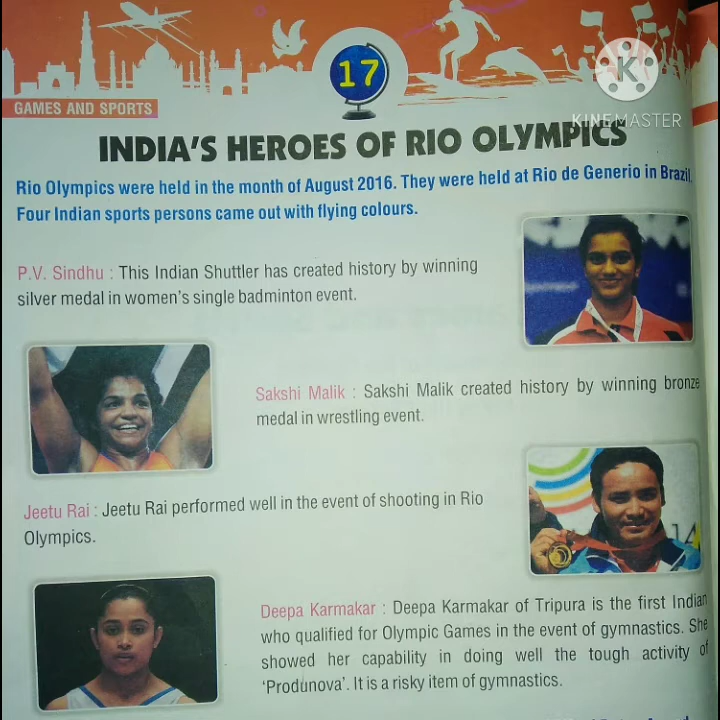 K
KINEMASTER
17
GAMES AND SPORTS
INDIA'S HEROES OF RIO OLYMPICS
Rio Olympics were held in the month of August 2016. They were held at Rio de Generio in Brazil.
Four Indian sports persons came out with flying colours.
P.V. Sindhu : This Indian Shuttler has created history by winning
silver medal in women's single badminton event.
Sakshi Malik : Sakshi Malik created history by winning bronze
medal in wrestling event.
Jeetu Rai : Jeetu Rai performed well in the event of shooting in Rio
Olympics.
14
Deepa Karmakar : Deepa Karmakar of Tripura is the first Indian
who qualified for Olympic Games in the event of gymnastics. She
showed her capability in doing well the tough activity of
'Produnova'. It is a risky item of gymnastics.